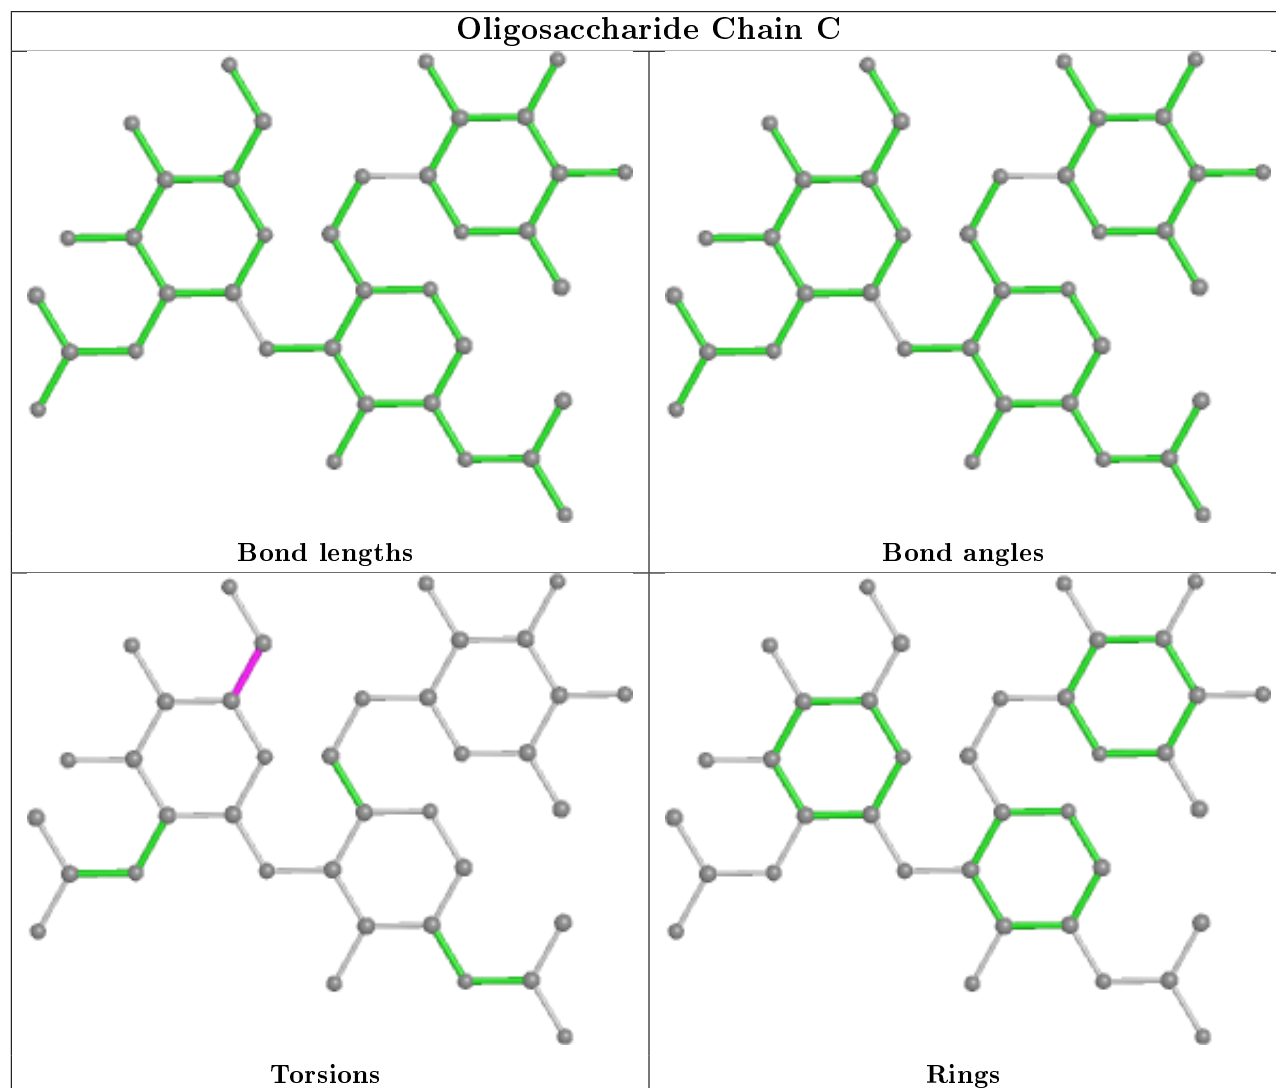 Oligosaccharide Chain C
Bond lengths
Bond angles
Torsions
Rings